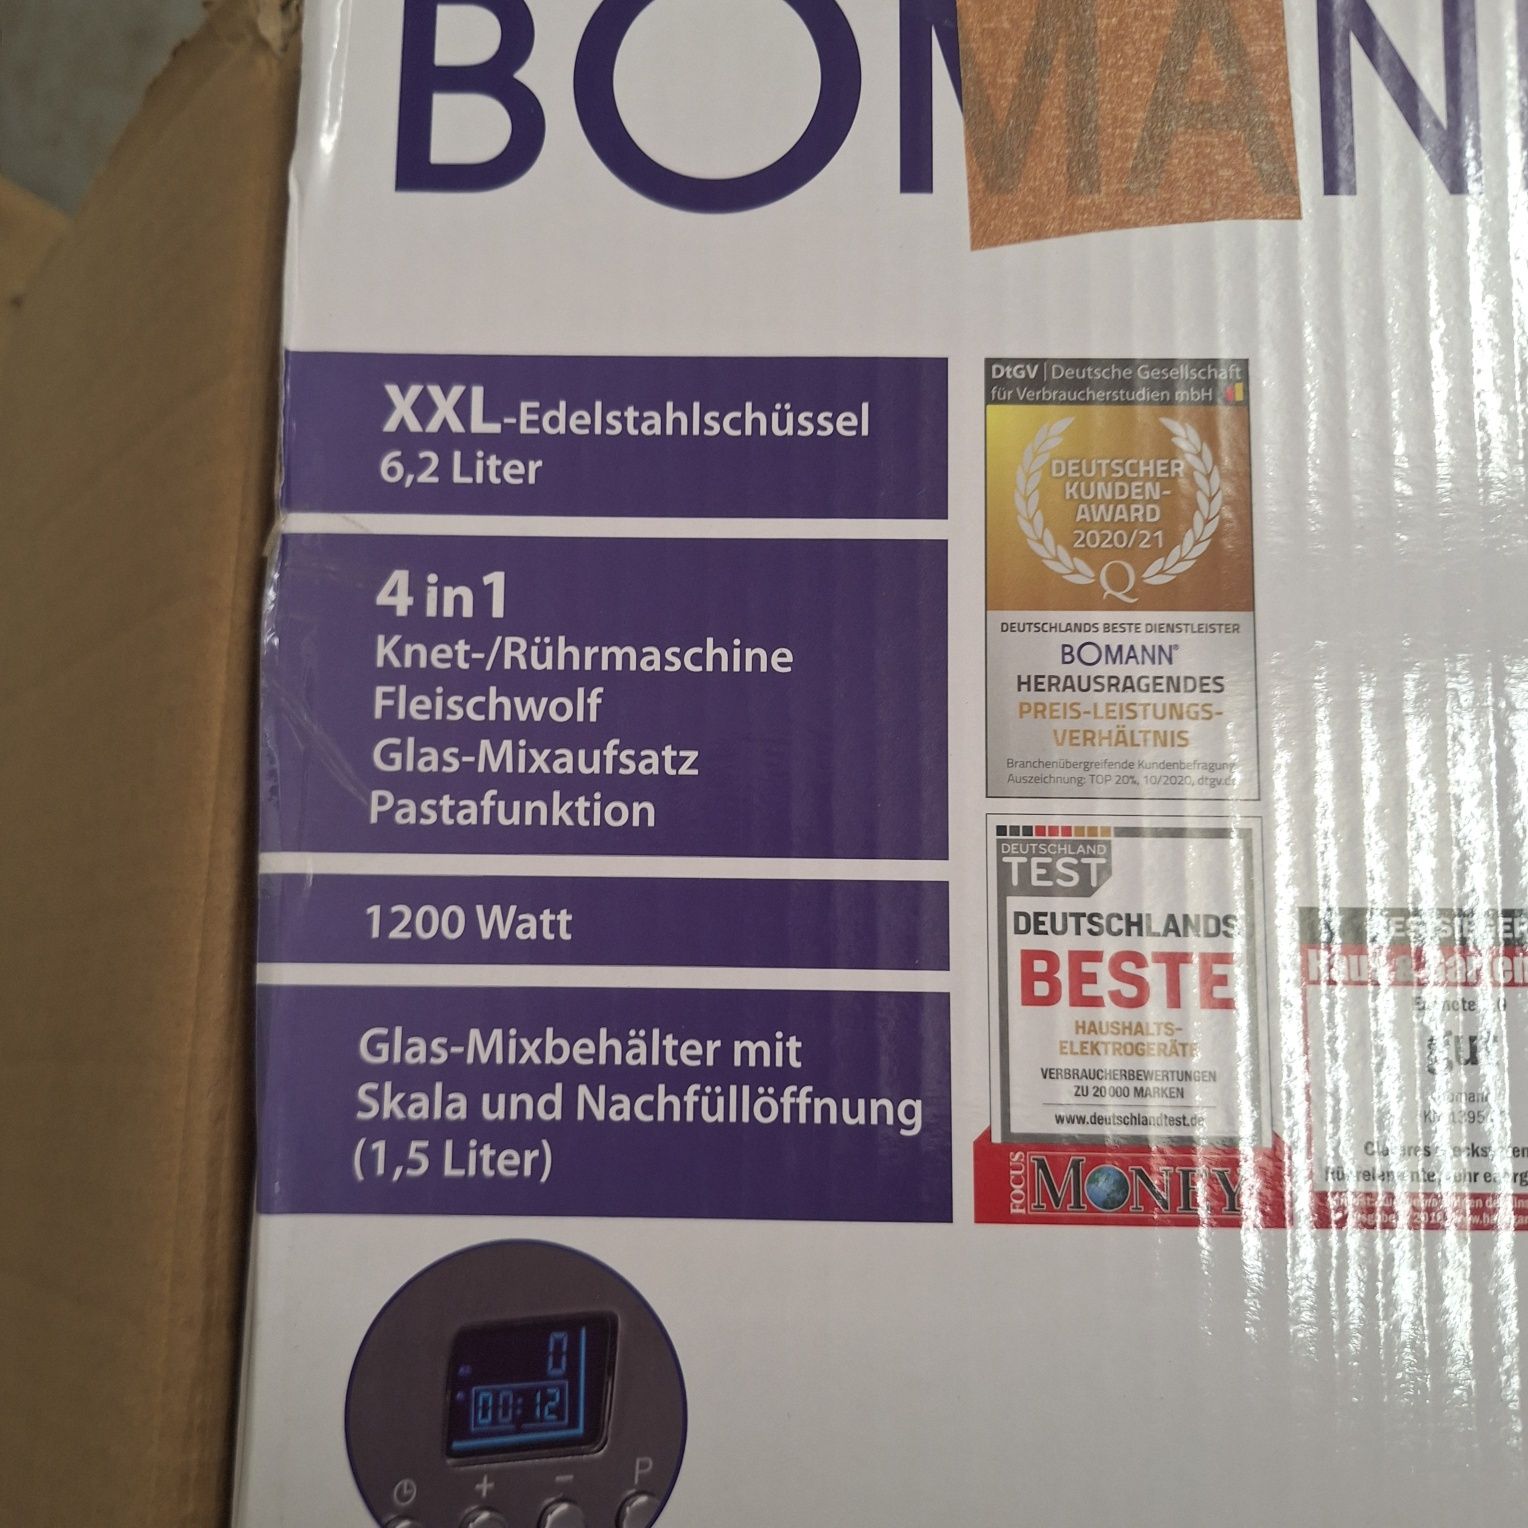 BOMANN
XXL-Edelstahlschüssel
6,2 Liter
4 in 1
Knet-/Rührmaschine
Fleischwolf
Glas-Mixaufsatz
Pastafunktion
1200 Watt
Glas-Mixbehälter mit
Skala und Nachfüllöffnung
(1,5 Liter)
0
00:12
+ − P
DtGV | Deutsche Gesellschaft
für Verbraucherstudien mbH
DEUTSCHER
KUNDEN-
AWARD
2020/21
Q
DEUTSCHLANDS BESTE DIENSTLEISTER
BOMANN®
HERAUSRAGENDES
PREIS-LEISTUNGS-
VERHÄLTNIS
Branchenübergreifende Kundenbefragung
Auszeichnung: TOP 20%, 10/2020, dtgv.de
DEUTSCHLAND
TEST
DEUTSCHLANDS
BESTE
HAUSHALTS-
ELEKTROGERÄTE
VERBRAUCHERBEWERTUNGEN
ZU 20 000 MARKEN
www.deutschlandtest.de
FOCUS
MONEY
gut